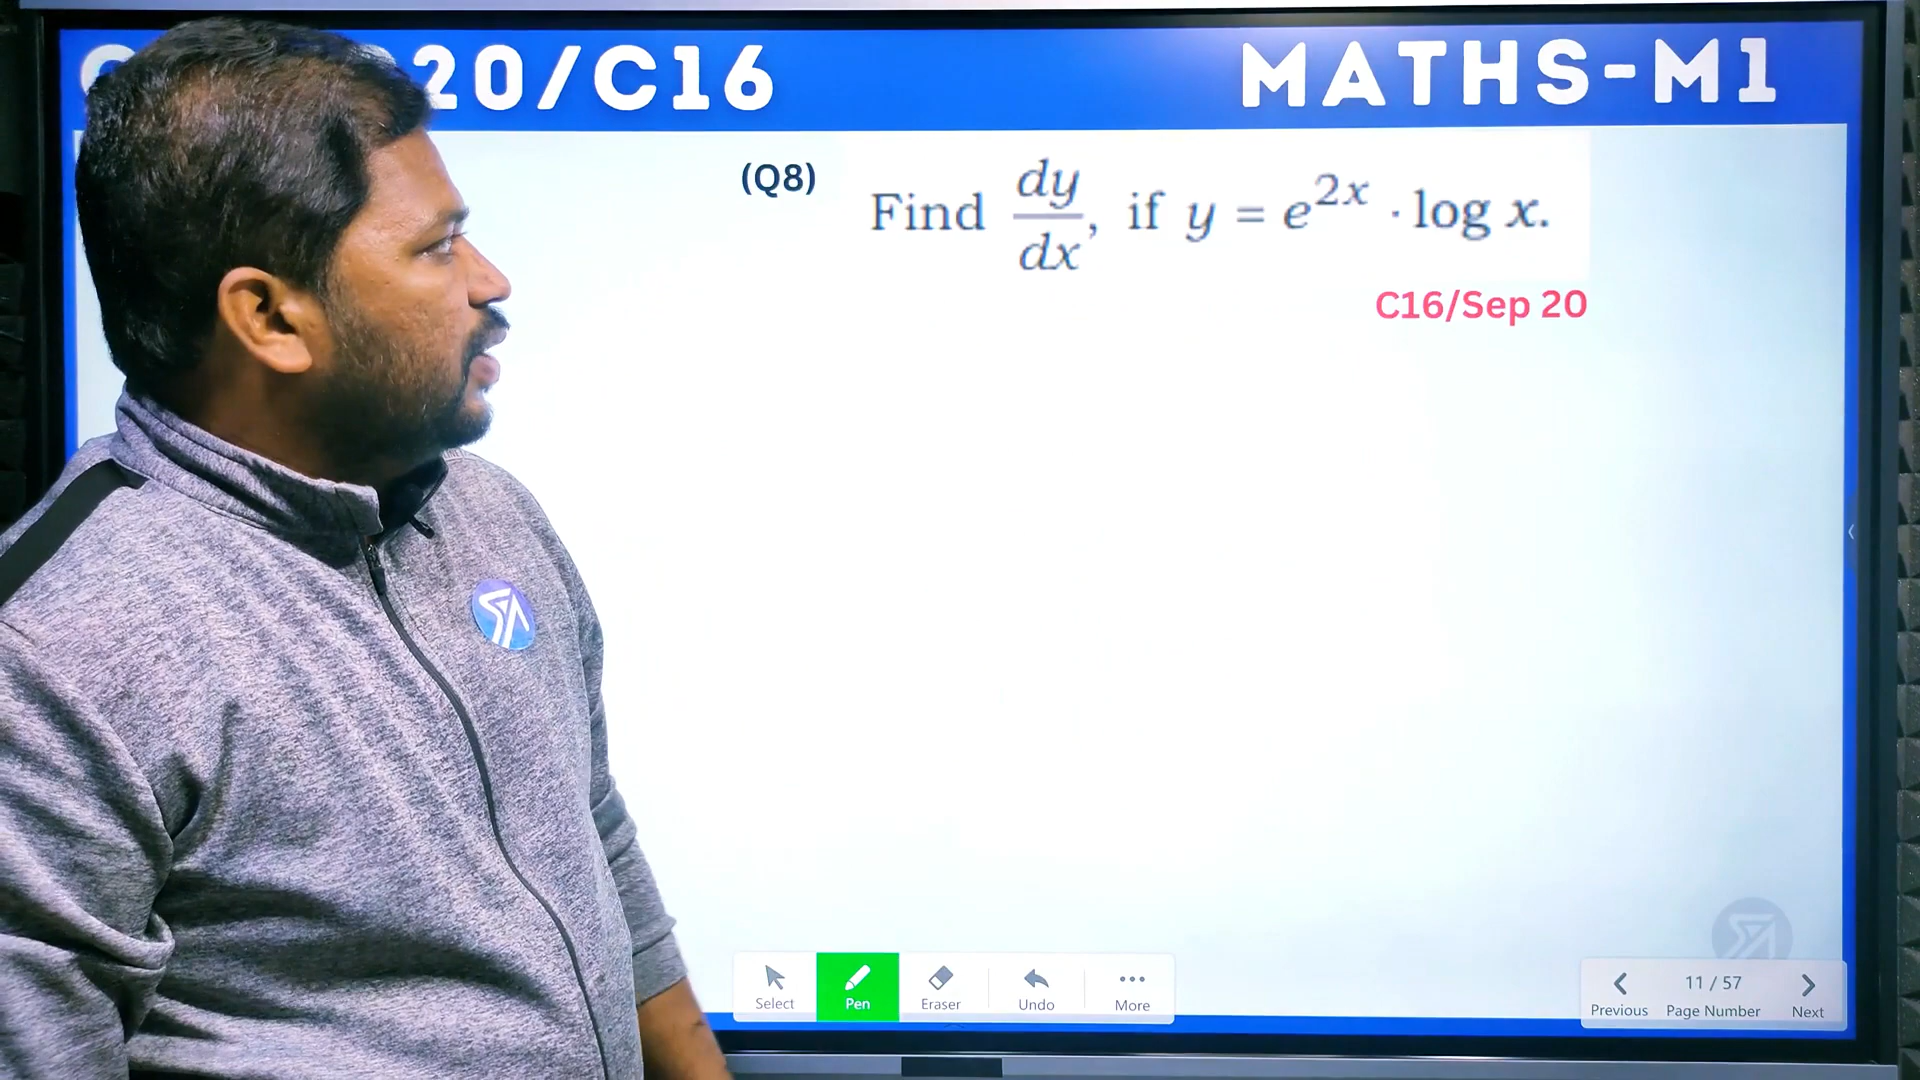 20/C16
MATHS-M1
(Q8) Find dy/dx, if y = e^{2x} · log x.
C16/Sep 20
Select
Pen
Eraser
Undo
More
Previous
11 / 57
Page Number
Next